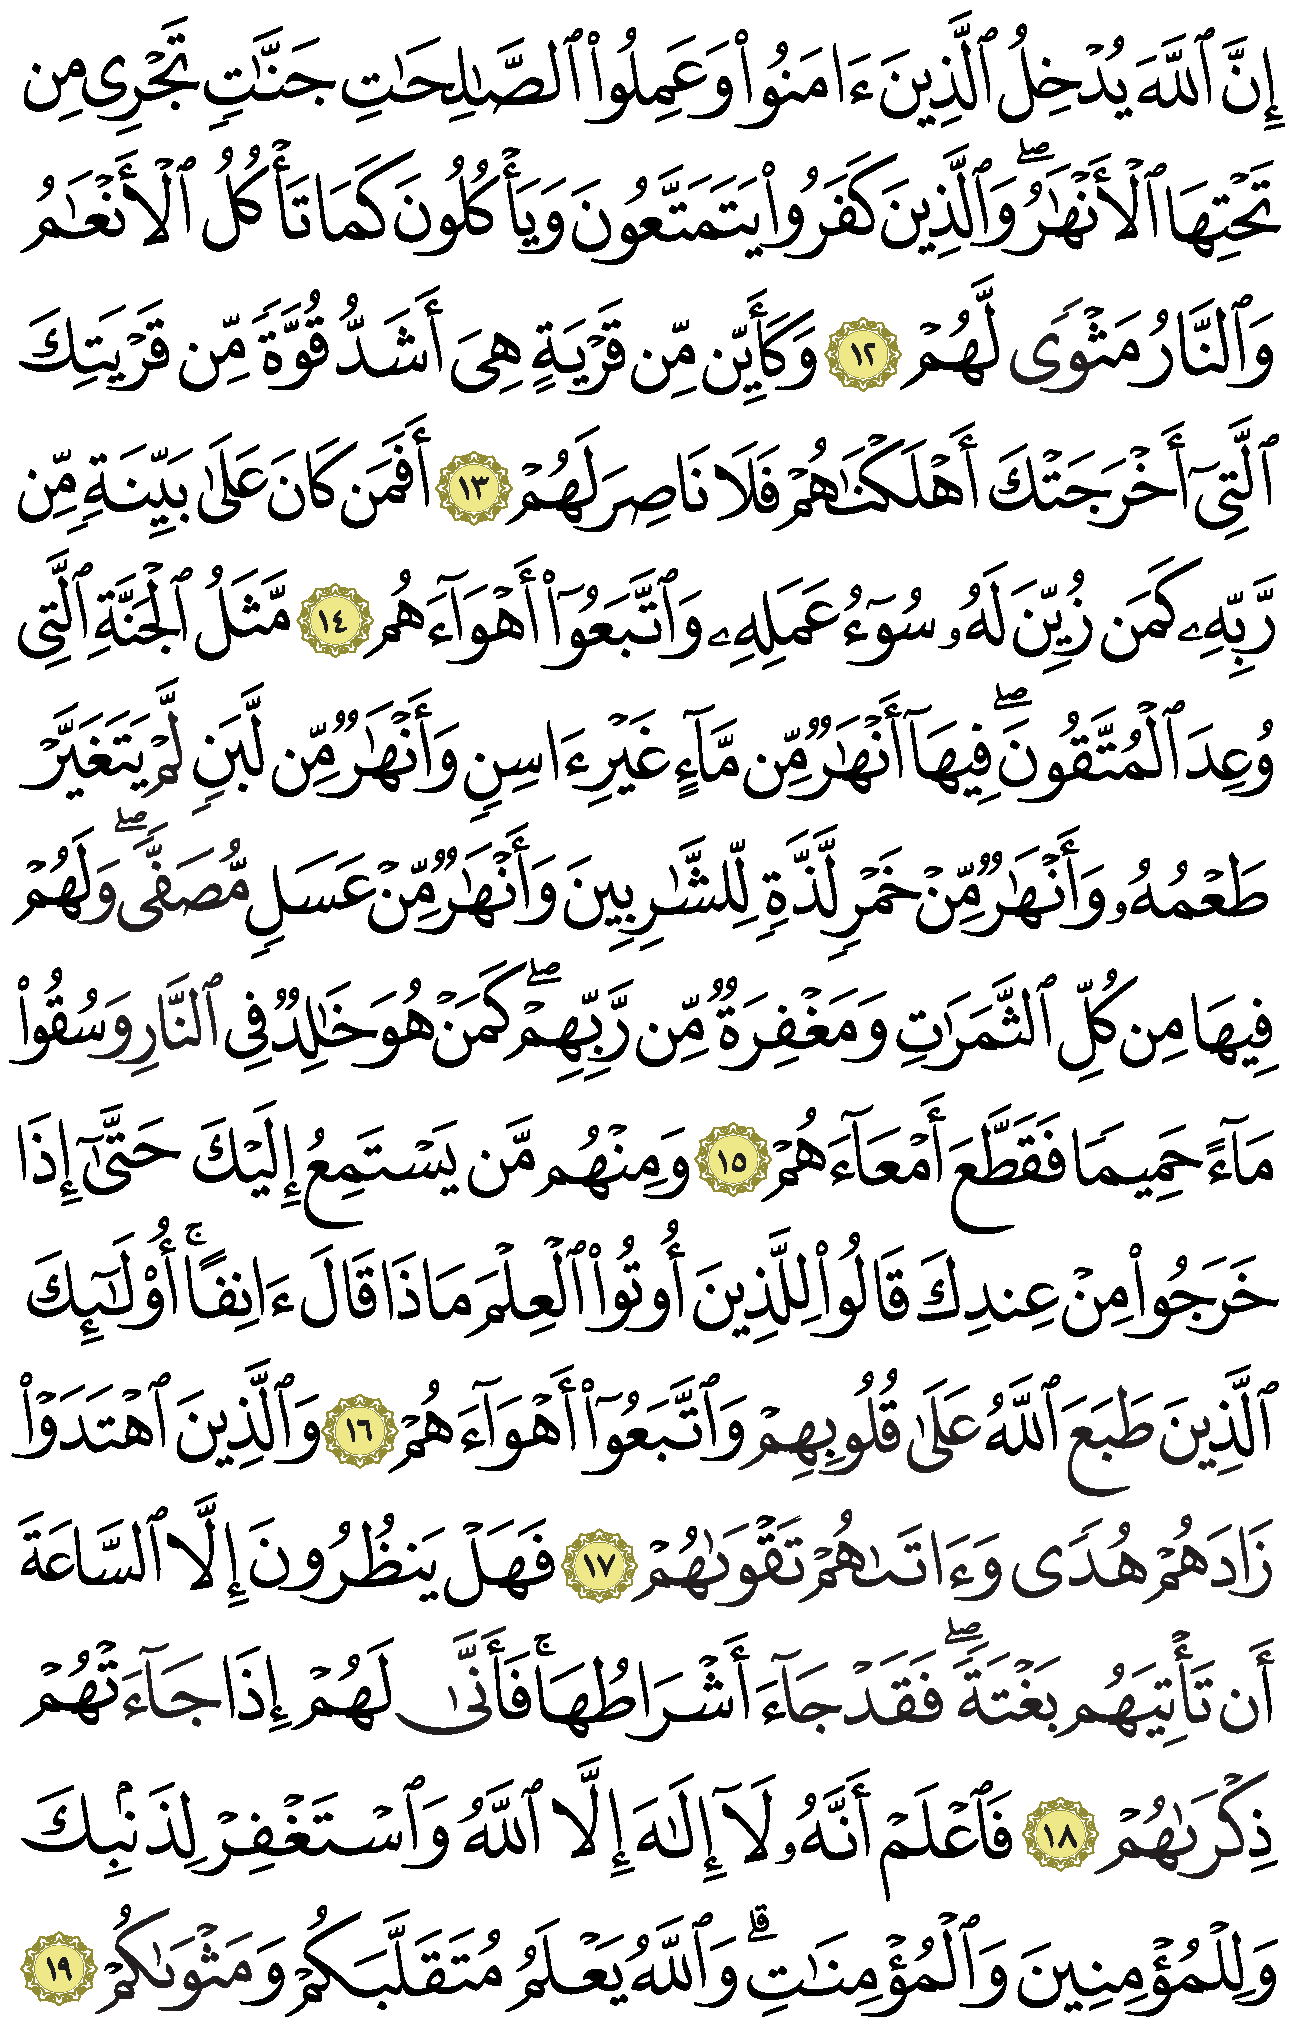 إِنَّ ٱللَّهَ يُدْخِلُ ٱلَّذِينَ ءَامَنُوا۟ وَعَمِلُوا۟ ٱلصَّـٰلِحَـٰتِ جَنَّـٰتٍ تَجْرِى مِن
تَحْتِهَا ٱلْأَنْهَـٰرُ ۖ وَٱلَّذِينَ كَفَرُوا۟ يَتَمَتَّعُونَ وَيَأْكُلُونَ كَمَا تَأْكُلُ ٱلْأَنْعَـٰمُ
وَٱلنَّارُ مَثْوًى لَّهُمْ ١٢ وَكَأَيِّن مِّن قَرْيَةٍ هِىَ أَشَدُّ قُوَّةً مِّن قَرْيَتِكَ
ٱلَّتِىٓ أَخْرَجَتْكَ أَهْلَكْنَـٰهُمْ فَلَا نَاصِرَ لَهُمْ ١٣ أَفَمَن كَانَ عَلَىٰ بَيِّنَةٍ مِّن
رَّبِّهِۦ كَمَن زُيِّنَ لَهُۥ سُوٓءُ عَمَلِهِۦ وَٱتَّبَعُوٓا۟ أَهْوَآءَهُم ١٤ مَّثَلُ ٱلْجَنَّةِ ٱلَّتِى
وُعِدَ ٱلْمُتَّقُونَ ۖ فِيهَآ أَنْهَـٰرٌ مِّن مَّآءٍ غَيْرِ ءَاسِنٍ وَأَنْهَـٰرٌ مِّن لَّبَنٍ لَّمْ يَتَغَيَّرْ
طَعْمُهُۥ وَأَنْهَـٰرٌ مِّنْ خَمْرٍ لَّذَّةٍ لِّلشَّـٰرِبِينَ وَأَنْهَـٰرٌ مِّنْ عَسَلٍ مُّصَفًّى ۖ وَلَهُمْ
فِيهَا مِن كُلِّ ٱلثَّمَرَٰتِ وَمَغْفِرَةٌ مِّن رَّبِّهِمْ ۖ كَمَنْ هُوَ خَـٰلِدٌ فِى ٱلنَّارِ وَسُقُوا۟
مَآءً حَمِيمًا فَقَطَّعَ أَمْعَآءَهُمْ ١٥ وَمِنْهُم مَّن يَسْتَمِعُ إِلَيْكَ حَتَّىٰٓ إِذَا
خَرَجُوا۟ مِنْ عِندِكَ قَالُوا۟ لِلَّذِينَ أُوتُوا۟ ٱلْعِلْمَ مَاذَا قَالَ ءَانِفًا ۚ أُو۟لَـٰٓئِكَ
ٱلَّذِينَ طَبَعَ ٱللَّهُ عَلَىٰ قُلُوبِهِمْ وَٱتَّبَعُوٓا۟ أَهْوَآءَهُمْ ١٦ وَٱلَّذِينَ ٱهْتَدَوْا۟
زَادَهُمْ هُدًى وَءَاتَىٰهُمْ تَقْوَىٰهُمْ ١٧ فَهَلْ يَنظُرُونَ إِلَّا ٱلسَّاعَةَ
أَن تَأْتِيَهُم بَغْتَةً ۖ فَقَدْ جَآءَ أَشْرَاطُهَا ۚ فَأَنَّىٰ لَهُمْ إِذَا جَآءَتْهُمْ
ذِكْرَىٰهُمْ ١٨ فَٱعْلَمْ أَنَّهُۥ لَآ إِلَـٰهَ إِلَّا ٱللَّهُ وَٱسْتَغْفِرْ لِذَنۢبِكَ
وَلِلْمُؤْمِنِينَ وَٱلْمُؤْمِنَـٰتِ ۗ وَٱللَّهُ يَعْلَمُ مُتَقَلَّبَكُمْ وَمَثْوَىٰكُمْ ١٩